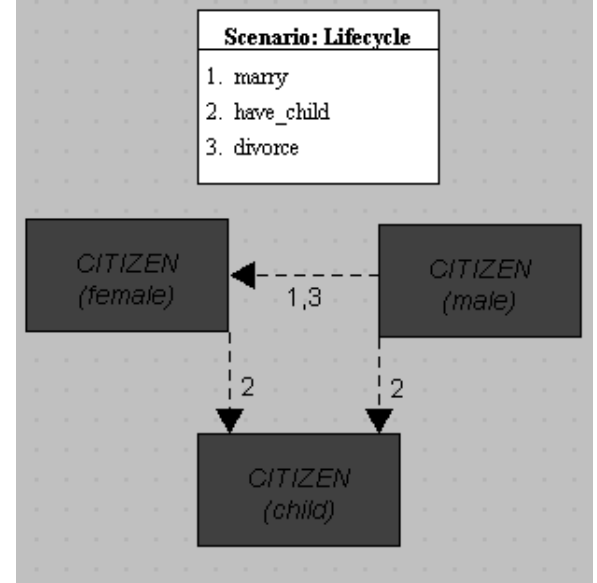 Scenario: Lifecycle
1. marry
2. have_child
3. divorce
CITIZEN
(female)
1,3
CITIZEN
(male)
2
2
CITIZEN
(child)